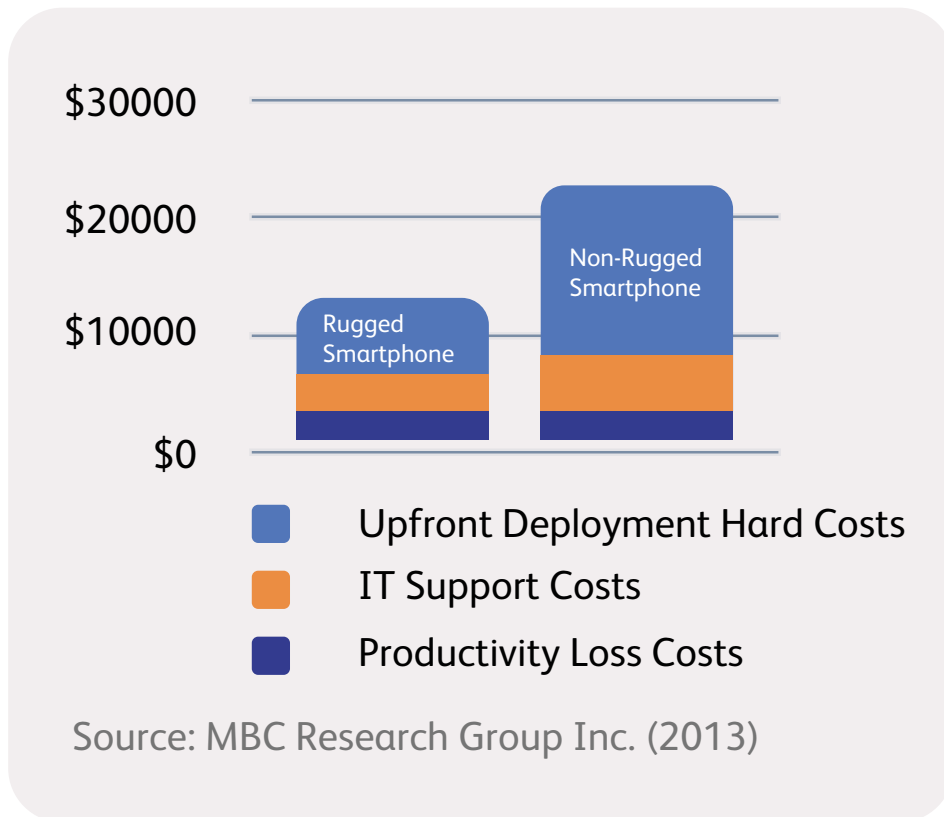 $30000
$20000
Non-Rugged
Smartphone
$10000
Rugged
Smartphone
$0
Upfront Deployment Hard Costs
IT Support Costs
Productivity Loss Costs
Source: MBC Research Group Inc. (2013)